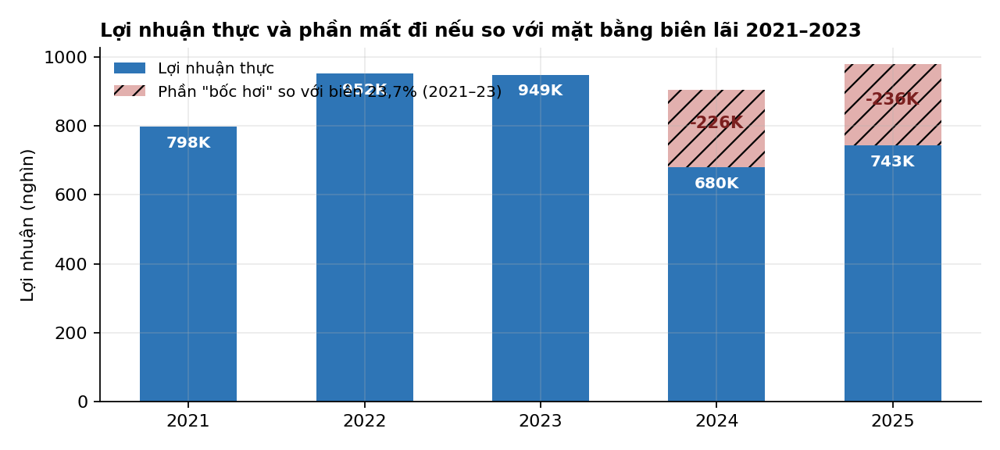 Lợi nhuận thực và phần mất đi nếu so với mặt bằng biên lãi 2021–2023
Lợi nhuận (nghìn)
1000
800
600
400
200
0
Lợi nhuận thực
Phần "bốc hơi" so với biên 23,7% (2021–23)
798K
952K
949K
-226K
680K
-236K
743K
2021
2022
2023
2024
2025